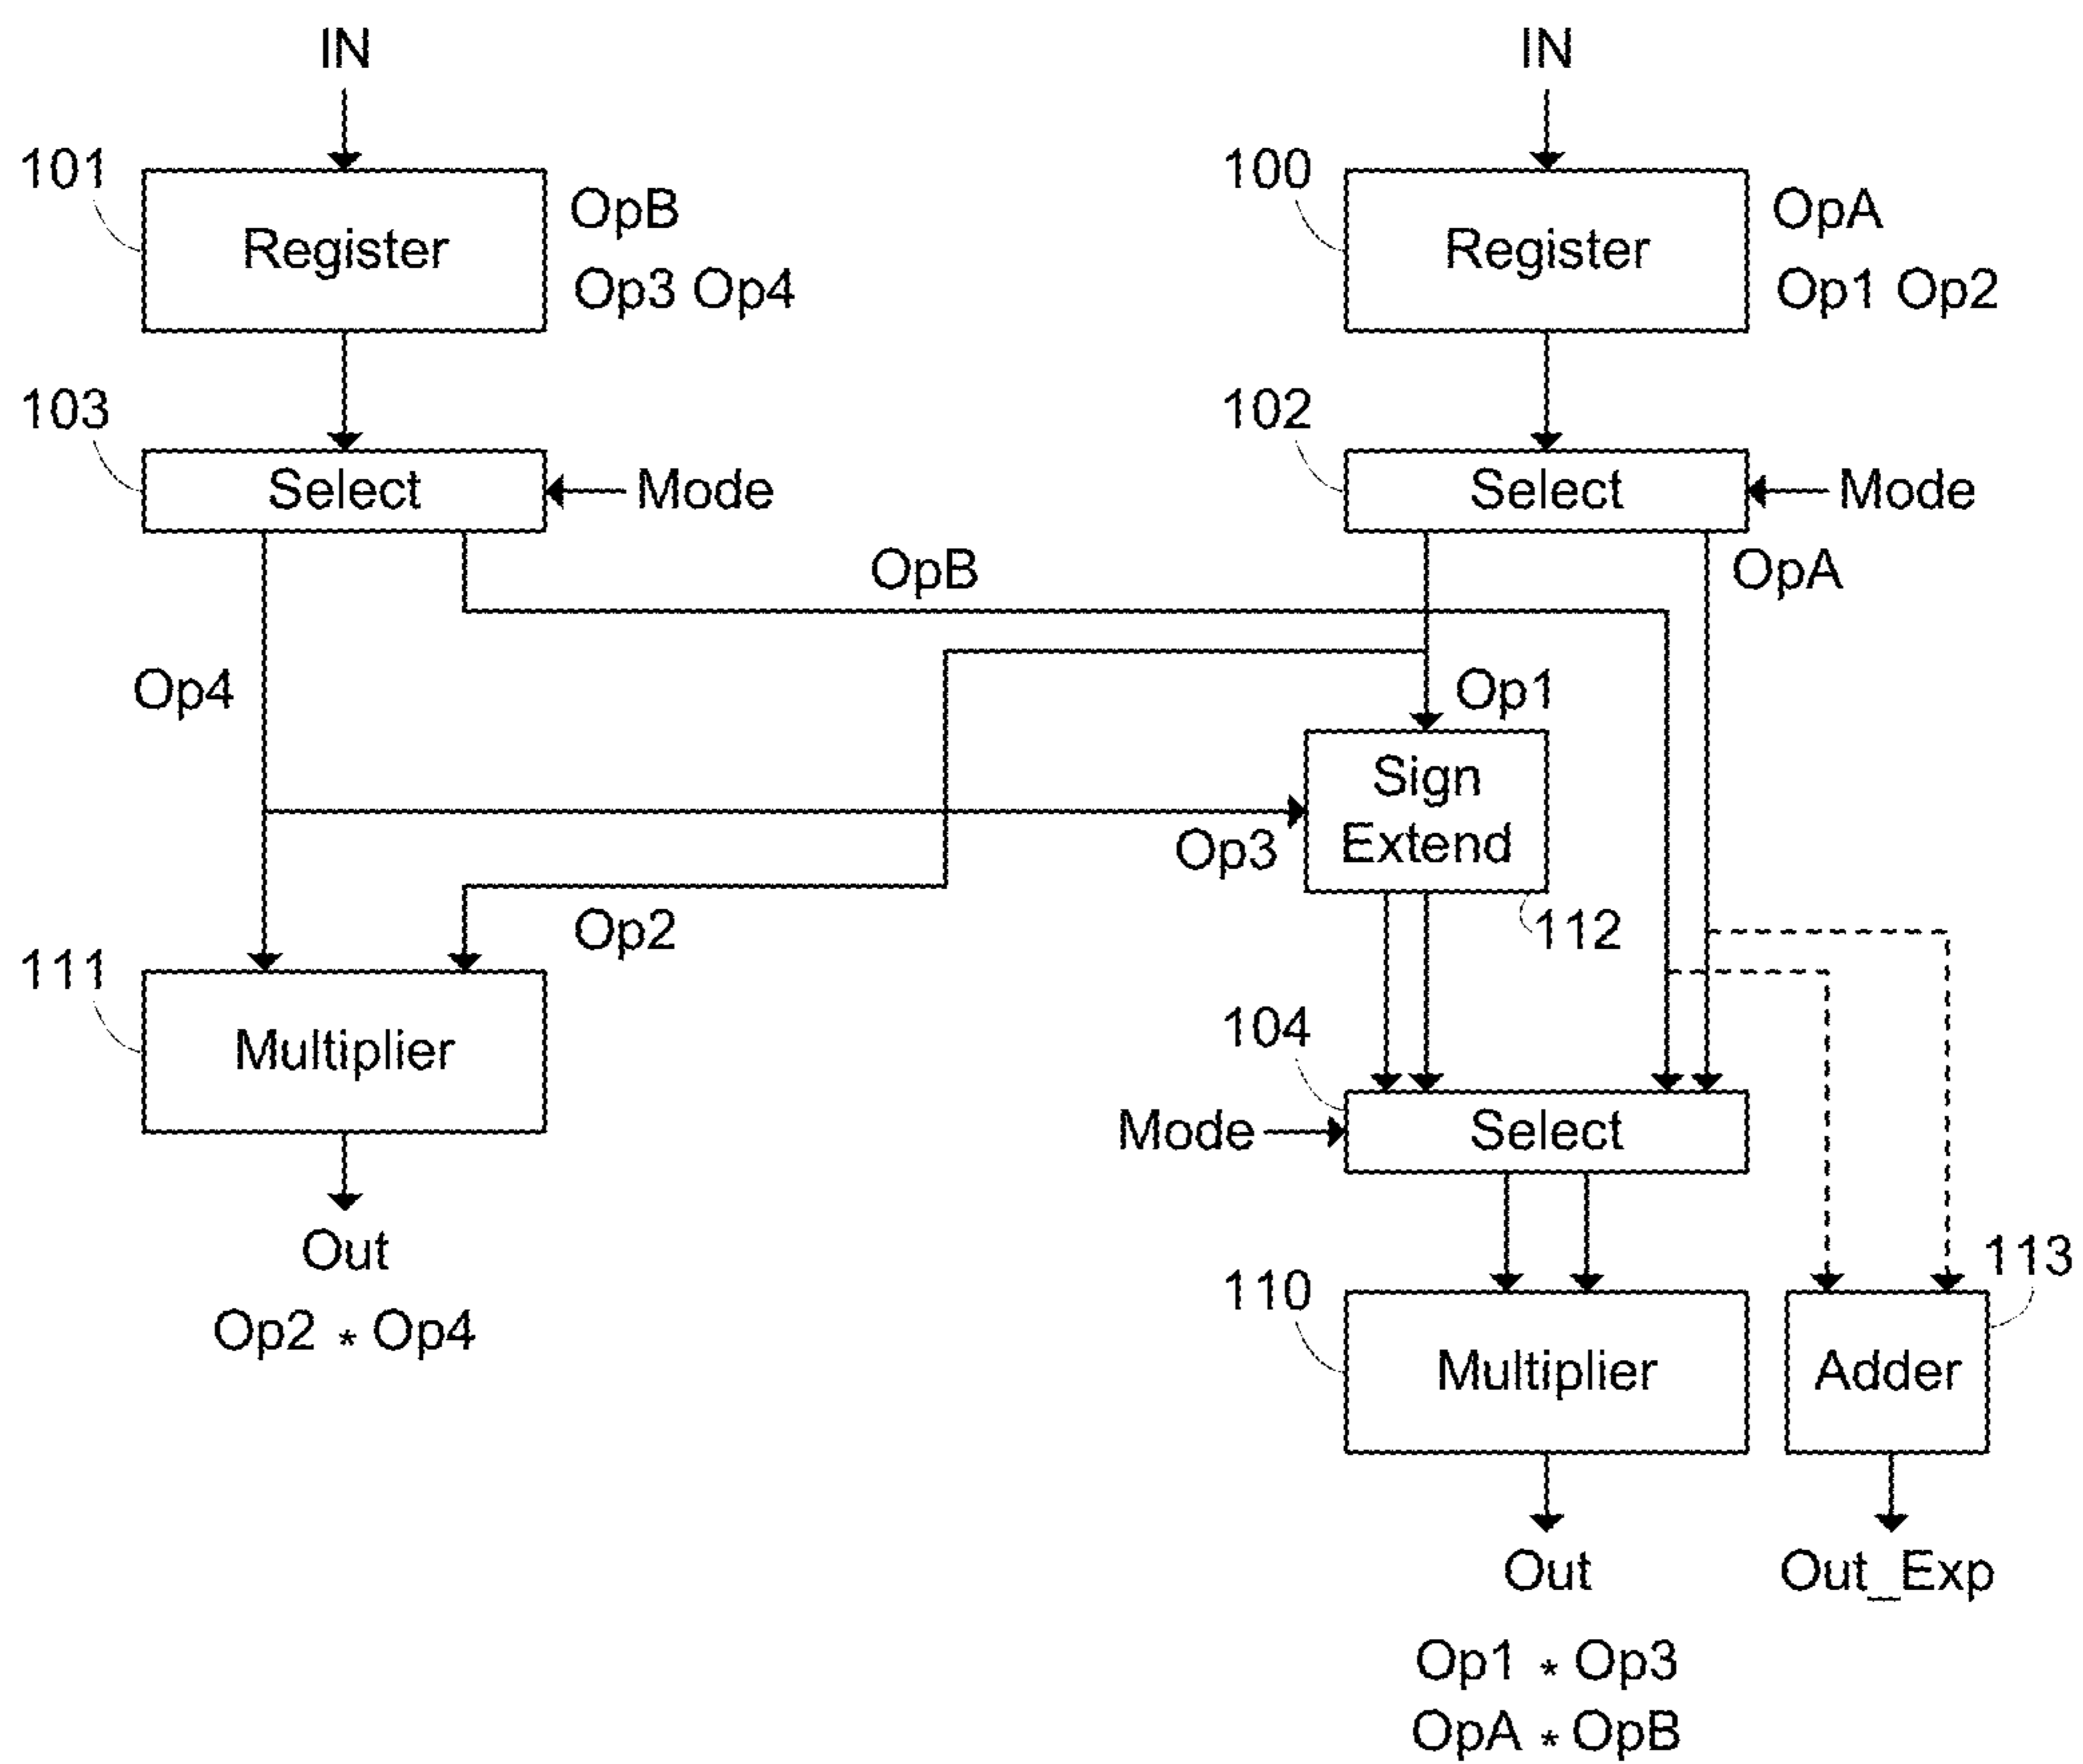 IN
IN
101
Register
OpB
Op3 Op4
100
Register
OpA
Op1 Op2
103
Select
Mode
102
Select
Mode
OpB
OpA
Op4
Op1
Sign
Extend
Op3
Op2
112
111
Multiplier
104
Mode
Select
Out
Op2 * Op4
110
Multiplier
113
Adder
Out
Out_Exp
Op1 * Op3
OpA * OpB